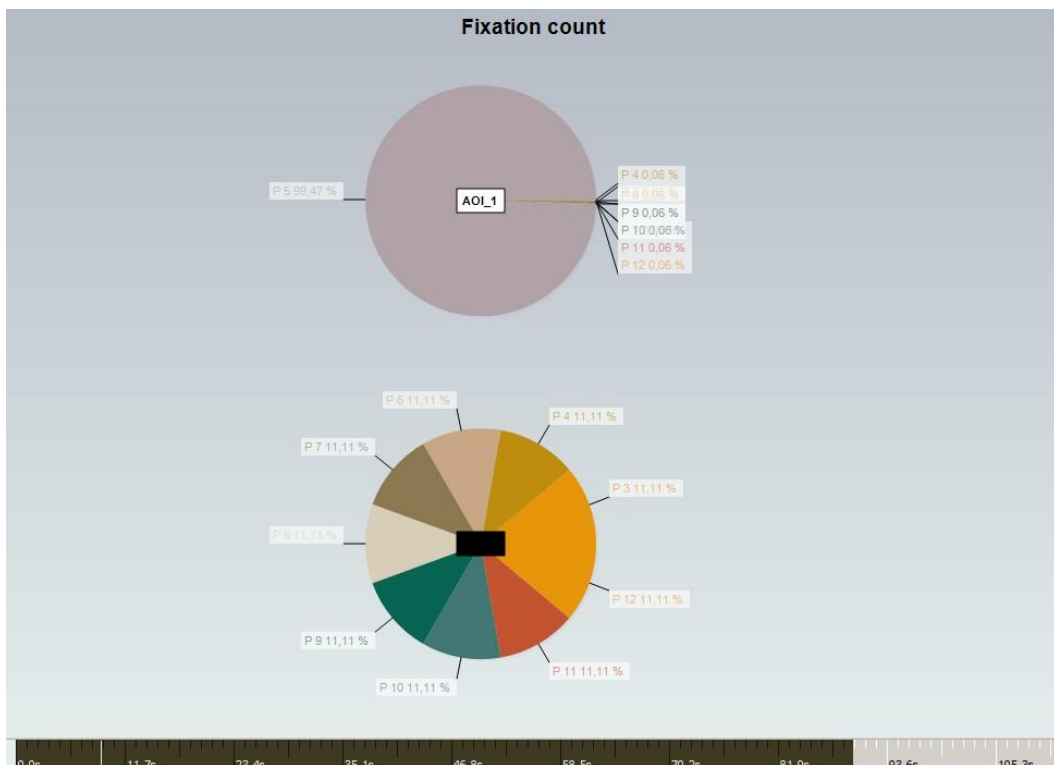 Fixation count
P 5 99,47 %
AOI_1
P 4 0,06 %
P 8 0,06 %
P 9 0,06 %
P 10 0,06 %
P 11 0,06 %
P 12 0,06 %
P 6 11,11 %
P 4 11,11 %
P 7 11,11 %
P 3 11,11 %
P 8 11,11 %
P 12 11,11 %
P 9 11,11 %
P 11 11,11 %
P 10 11,11 %
0.0s 11.7s 23.4s 35.1s 46.8s 58.5s 70.2s 81.9s 93.6s 105.3s